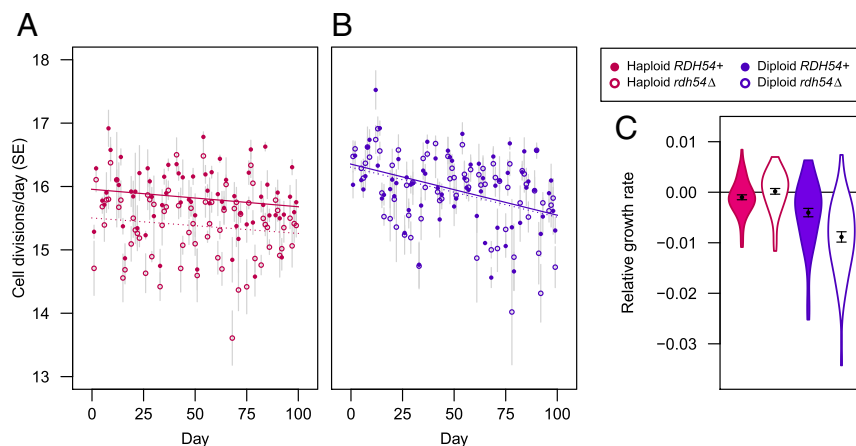 A
B
Haploid RDH54+
Diploid RDH54+
Haploid rdh54Δ
Diploid rdh54Δ
C
Cell divisions/day (SE)
18
17
16
15
14
13
0
25
50
75
100
Day
0
25
50
75
100
Day
Relative growth rate
0.01
0.00
−0.01
−0.02
−0.03